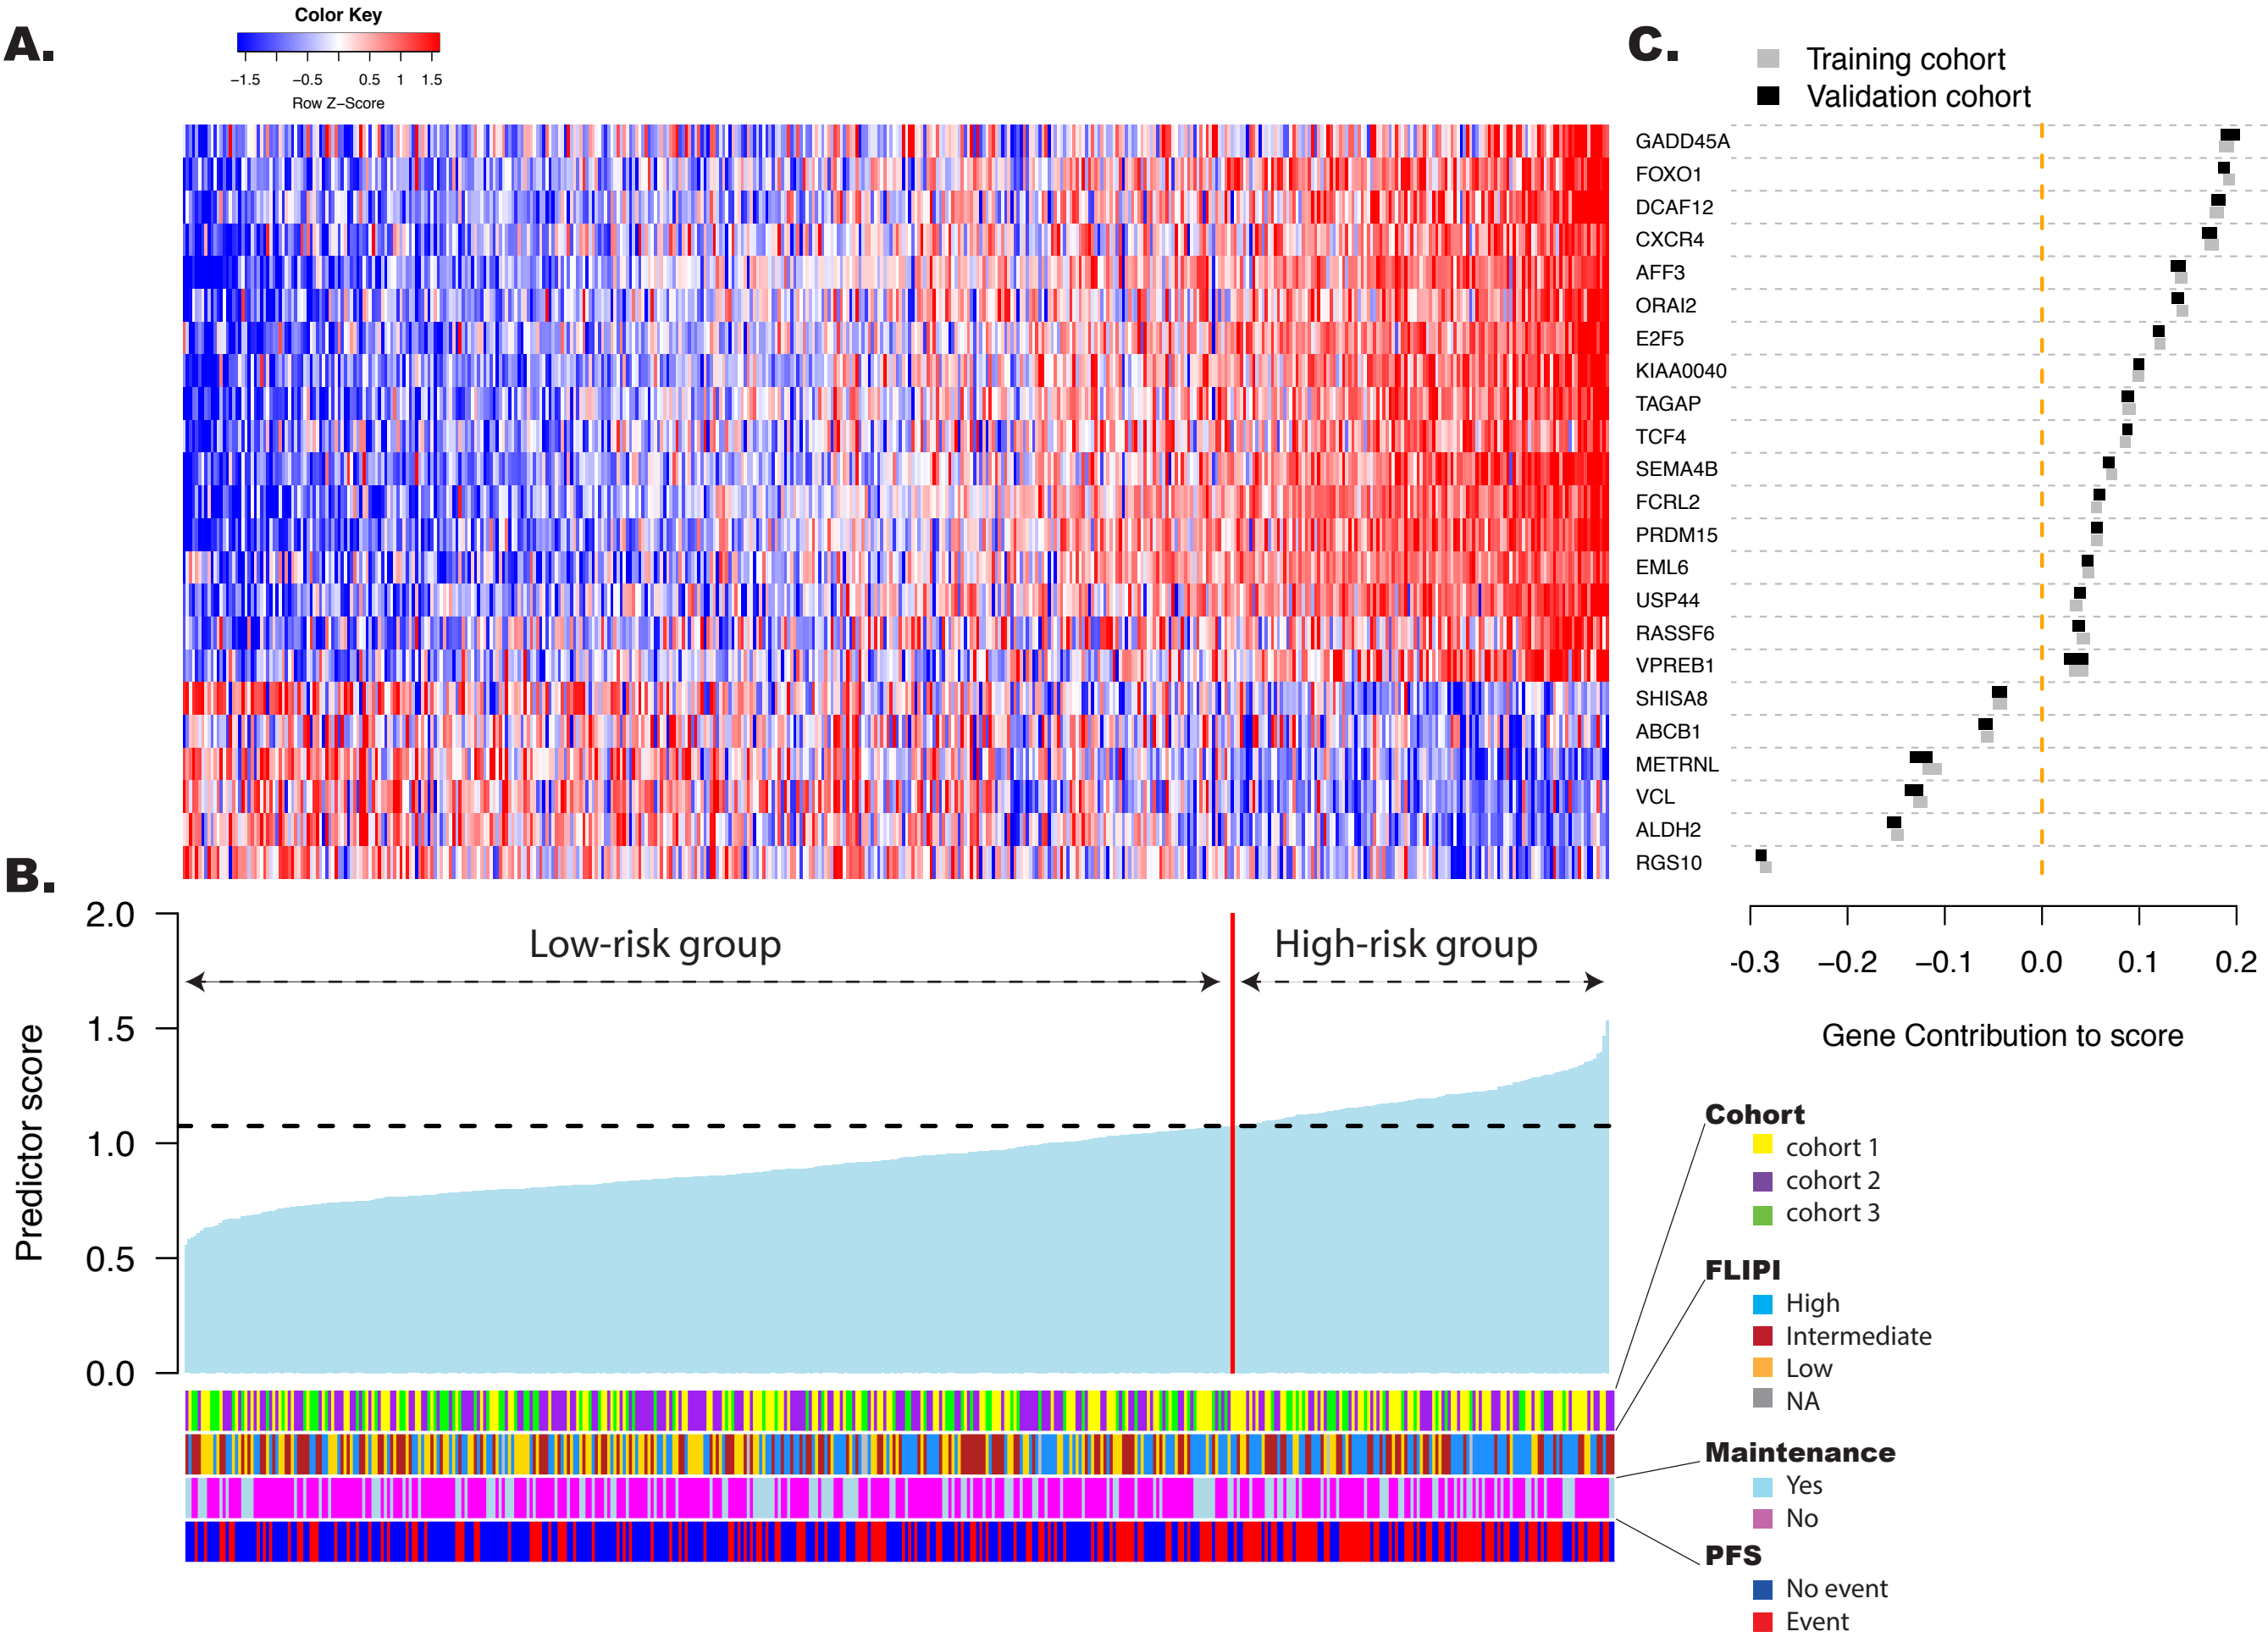 A.
Color Key
−1.5 −0.5 0.5 1 1.5
Row Z−Score
C.
Training cohort
Validation cohort
GADD45A
FOXO1
DCAF12
CXCR4
AFF3
ORAI2
E2F5
KIAA0040
TAGAP
TCF4
SEMA4B
FCRL2
PRDM15
EML6
USP44
RASSF6
VPREB1
SHISA8
ABCB1
METRNL
VCL
ALDH2
RGS10
-0.3 −0.2 −0.1 0.0 0.1 0.2
Gene Contribution to score
B.
2.0
1.5
1.0
0.5
0.0
Predictor score
Low-risk group
High-risk group
Cohort
cohort 1
cohort 2
cohort 3
FLIPI
High
Intermediate
Low
NA
Maintenance
Yes
No
PFS
No event
Event